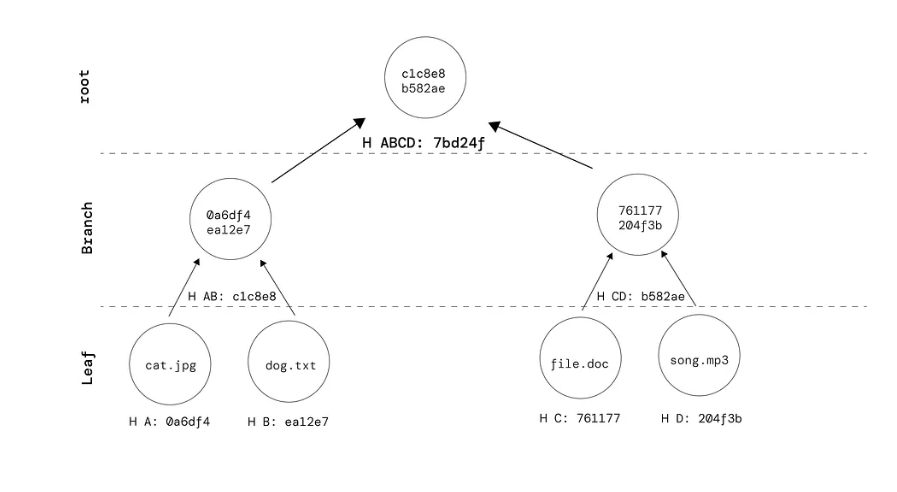 root
c1c8e8
b582ae
H ABCD: 7bd24f
Branch
0a6df4
ea12e7
761177
204f3b
H AB: c1c8e8
H CD: b582ae
Leaf
cat.jpg
dog.txt
file.doc
song.mp3
H A: 0a6df4
H B: ea12e7
H C: 761177
H D: 204f3b